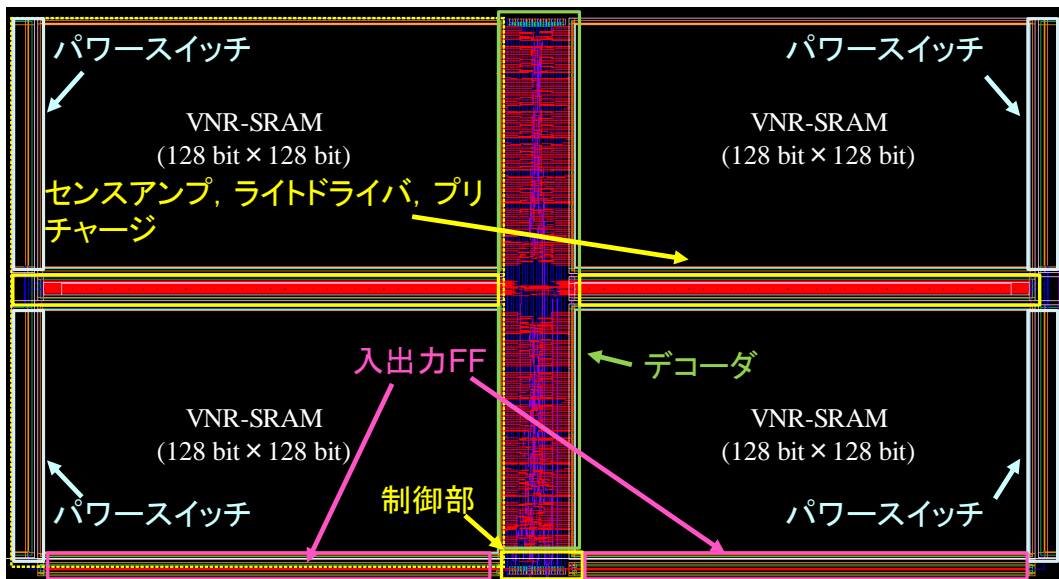 パワースイッチ
パワースイッチ
VNR-SRAM
(128 bit × 128 bit)
VNR-SRAM
(128 bit × 128 bit)
センスアンプ, ライトドライバ, プリ
チャージ
入出力FF
デコーダ
VNR-SRAM
(128 bit × 128 bit)
VNR-SRAM
(128 bit × 128 bit)
制御部
パワースイッチ
パワースイッチ